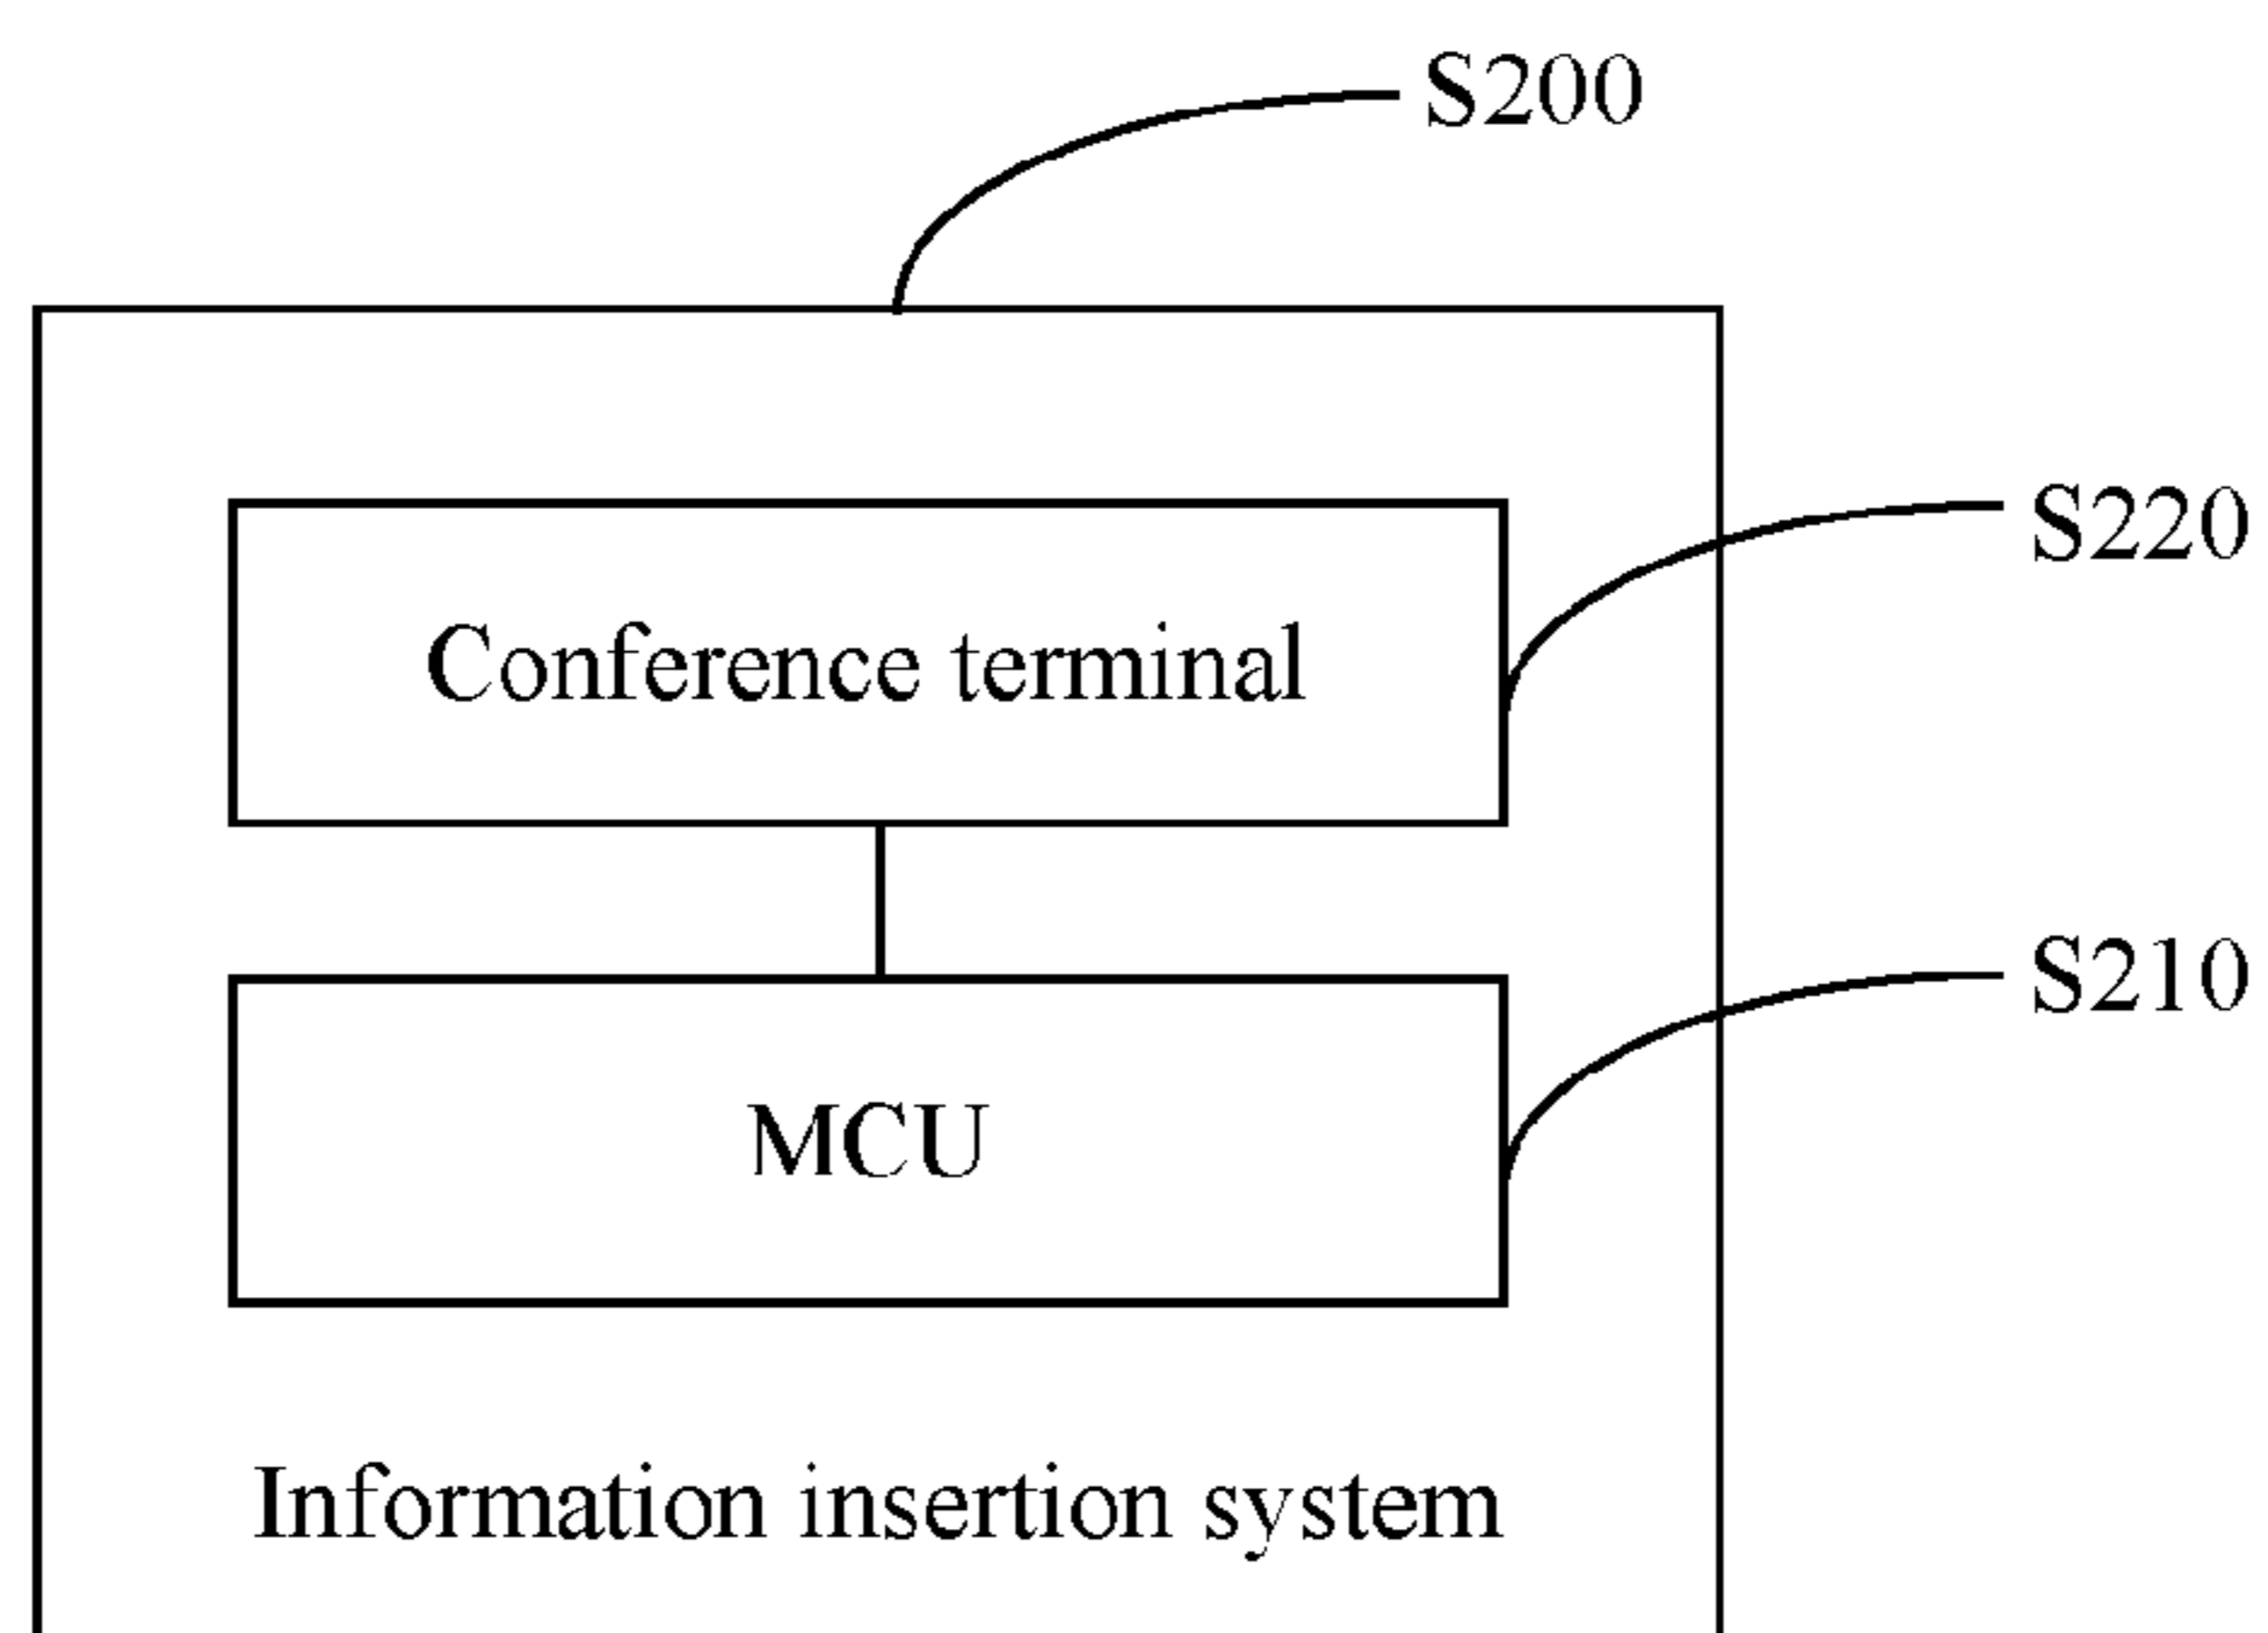 S200
S220
Conference terminal
S210
MCU
Information insertion system